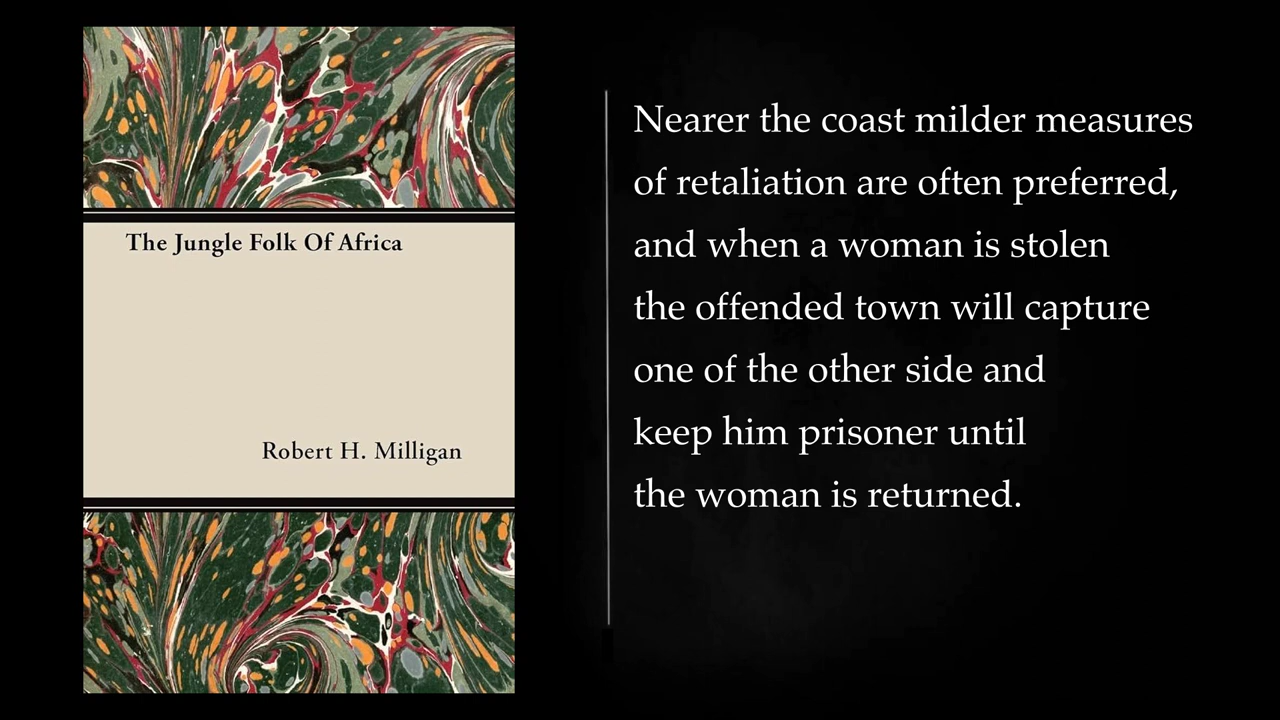 The Jungle Folk Of Africa
Robert H. Milligan
Nearer the coast milder measures
of retaliation are often preferred,
and when a woman is stolen
the offended town will capture
one of the other side and
keep him prisoner until
the woman is returned.